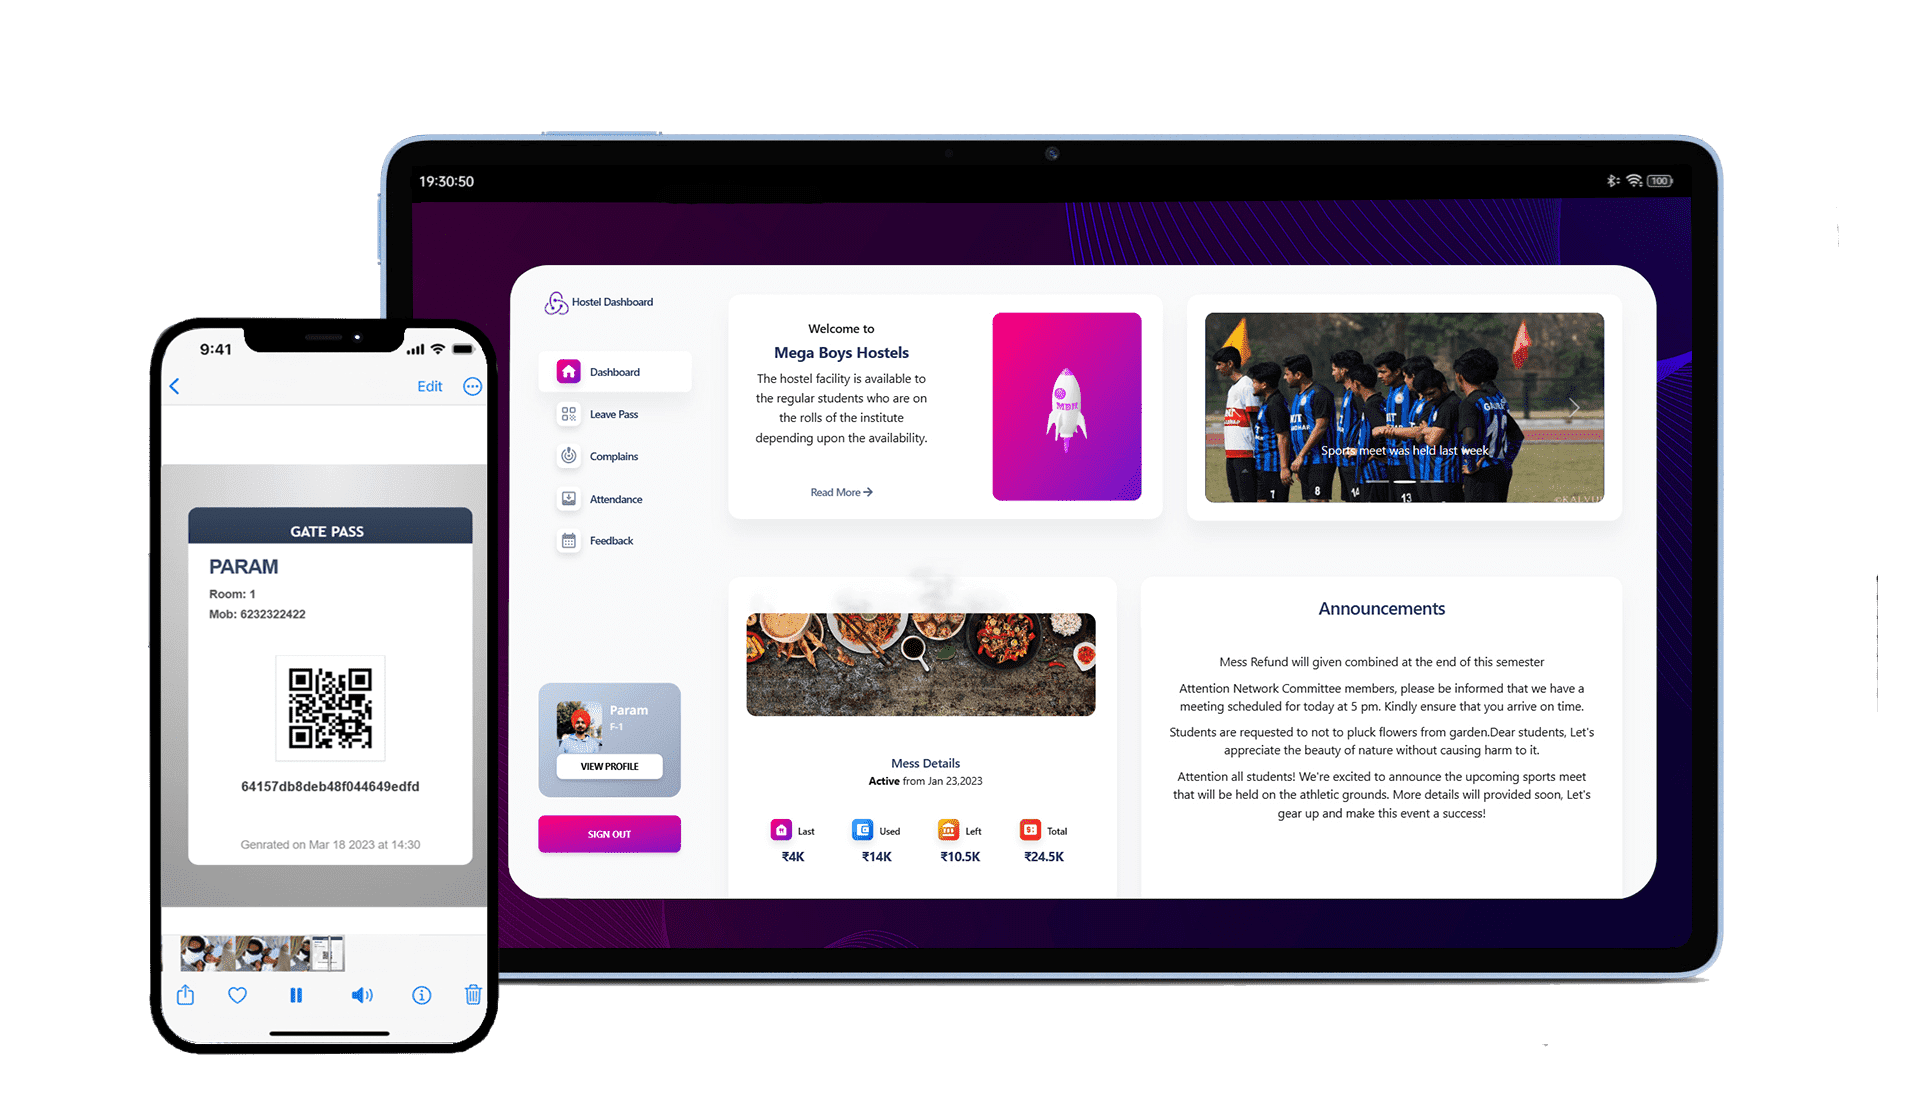 19:30:50
100
Hostel Dashboard
Dashboard
Leave Pass
Complains
Attendance
Feedback
Param
F-1
VIEW PROFILE
SIGN OUT
Welcome to
Mega Boys Hostels
The hostel facility is available to
the regular students who are on
the rolls of the institute
depending upon the availability.
Read More
MBH
Sports meet was held last week
7
8
14
13
15
Mess Details
Active from Jan 23,2023
Last
Used
Left
Total
₹4K
₹14K
₹10.5K
₹24.5K
Announcements
Mess Refund will given combined at the end of this semester
Attention Network Committee members, please be informed that we have a
meeting scheduled for today at 5 pm. Kindly ensure that you arrive on time.
Students are requested to not to pluck flowers from garden.Dear students, Let's
appreciate the beauty of nature without causing harm to it.
Attention all students! We're excited to announce the upcoming sports meet
that will be held on the athletic grounds. More details will provided soon, Let's
gear up and make this event a success!
9:41
Edit
GATE PASS
PARAM
Room: 1
Mob: 6232322422
64157db8deb48f044649edfd
Genrated on Mar 18 2023 at 14:30